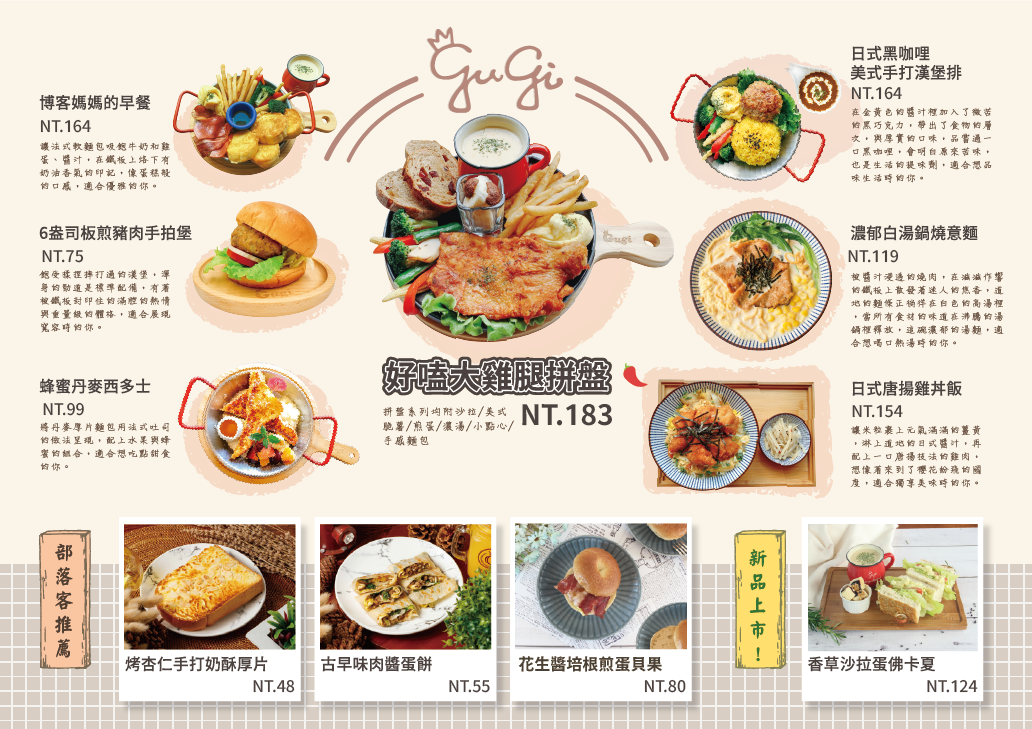 GuGi
博客媽媽的早餐
NT.164
讓法式軟麵包吸飽牛奶和雞
蛋、醬汁，在鐵板上烙下有
奶油香氣的印記，像蛋糕般
的口感，適合優雅的你。
6盎司板煎豬肉手拍堡
NT.75
飽受揉捏摔打過的漢堡，渾
身的勁道是標準配備，有着
被鐵板封印住的滿腔的熱情
與重量級的體格，適合展現
寬容時的你。
蜂蜜丹麥西多士
NT.99
將丹麥厚片麵包用法式吐司
的做法呈現，配上水果與蜂
蜜的組合，適合想吃點甜食
的你。
Gugi
好嗑大雞腿拼盤
NT.183
拼盤系列均附沙拉/美式
脆薯/煎蛋/濃湯/小點心/
手感麵包
日式黑咖哩
美式手打漢堡排
NT.164
在金黃色的醬汁裡加入了微苦
的黑巧克力，帶出了食物的層
次，與厚實的口味，品嘗過一
口黑咖哩，會明白原來苦味，
也是生活的提味劑，適合想品
味生活時的你。
濃郁白湯鍋燒意麵
NT.119
被醬汁浸過的燒肉，在滋滋作響
的鐵板上散發着迷人的焦香，道
地的麵條正徜徉在白色的高湯裡
，當所有食材的味道在沸騰的湯
鍋裡釋放，這碗濃郁的湯麵，適
合想喝口熱湯時的你。
日式唐揚雞丼飯
NT.154
讓米粒裹上元氣滿滿的薑黃
，淋上道地的日式醬汁，再
配上一口唐揚技法的雞肉，
想像着來到了櫻花紛飛的國
度，適合獨享美味時的你。
部落客推薦
烤杏仁手打奶酥厚片
NT.48
古早味肉醬蛋餅
NT.55
花生醬培根煎蛋貝果
NT.80
新品上市！
香草沙拉蛋佛卡夏
NT.124